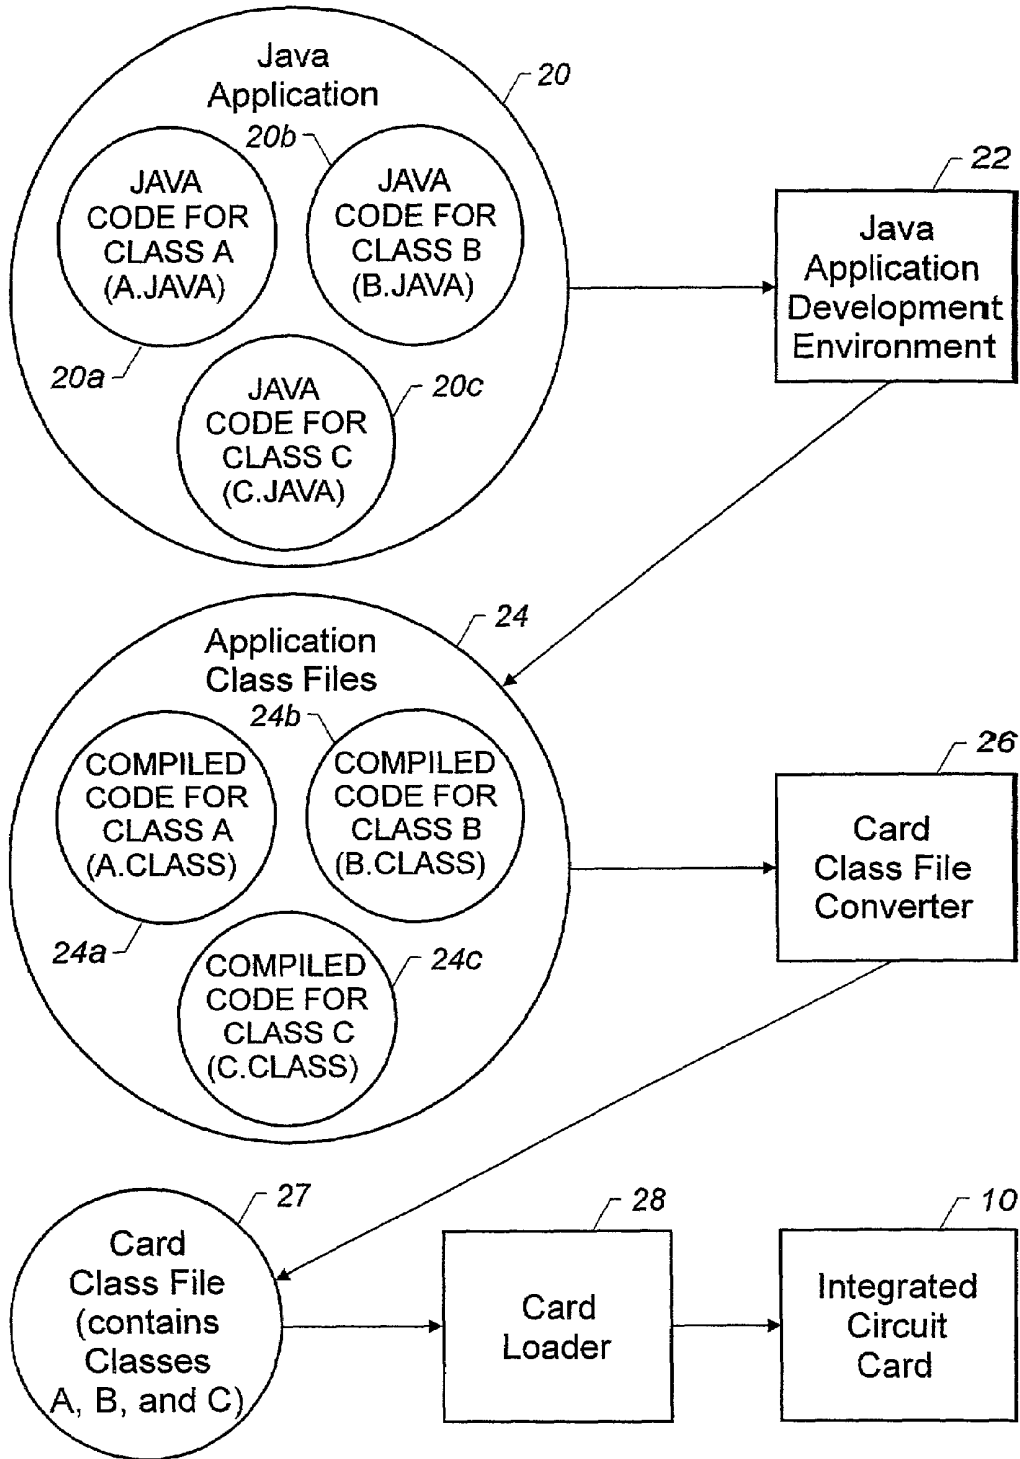 Java
Application
20
20b
JAVA
CODE FOR
CLASS A
(A.JAVA)
JAVA
CODE FOR
CLASS B
(B.JAVA)
20a
JAVA
CODE FOR
CLASS C
(C.JAVA)
20c
22
Java
Application
Development
Environment
Application
Class Files
24
24b
COMPILED
CODE FOR
CLASS A
(A.CLASS)
COMPILED
CODE FOR
CLASS B
(B.CLASS)
24a
COMPILED
CODE FOR
CLASS C
(C.CLASS)
24c
26
Card
Class File
Converter
27
Card
Class File
(contains
Classes
A, B, and C)
28
Card
Loader
10
Integrated
Circuit
Card